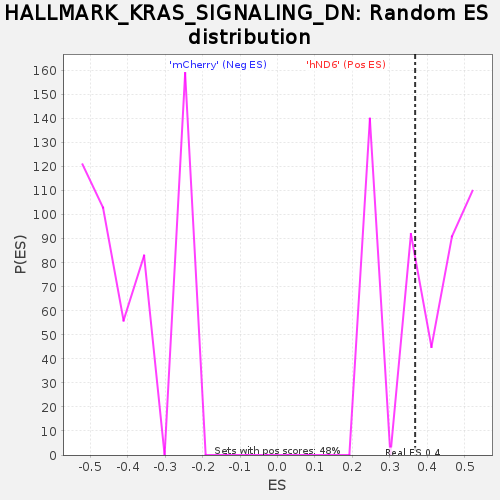 HALLMARK_KRAS_SIGNALING_DN: Random ES
distribution
'mCherry' (Neg ES)
'hND6' (Pos ES)
160
150
140
130
120
110
100
90
80
70
60
50
40
30
20
10
0
P(ES)
Sets with pos scores: 48%
Real ES 0.4
-0.5 -0.4 -0.3 -0.2 -0.1 0.0 0.1 0.2 0.3 0.4 0.5
ES